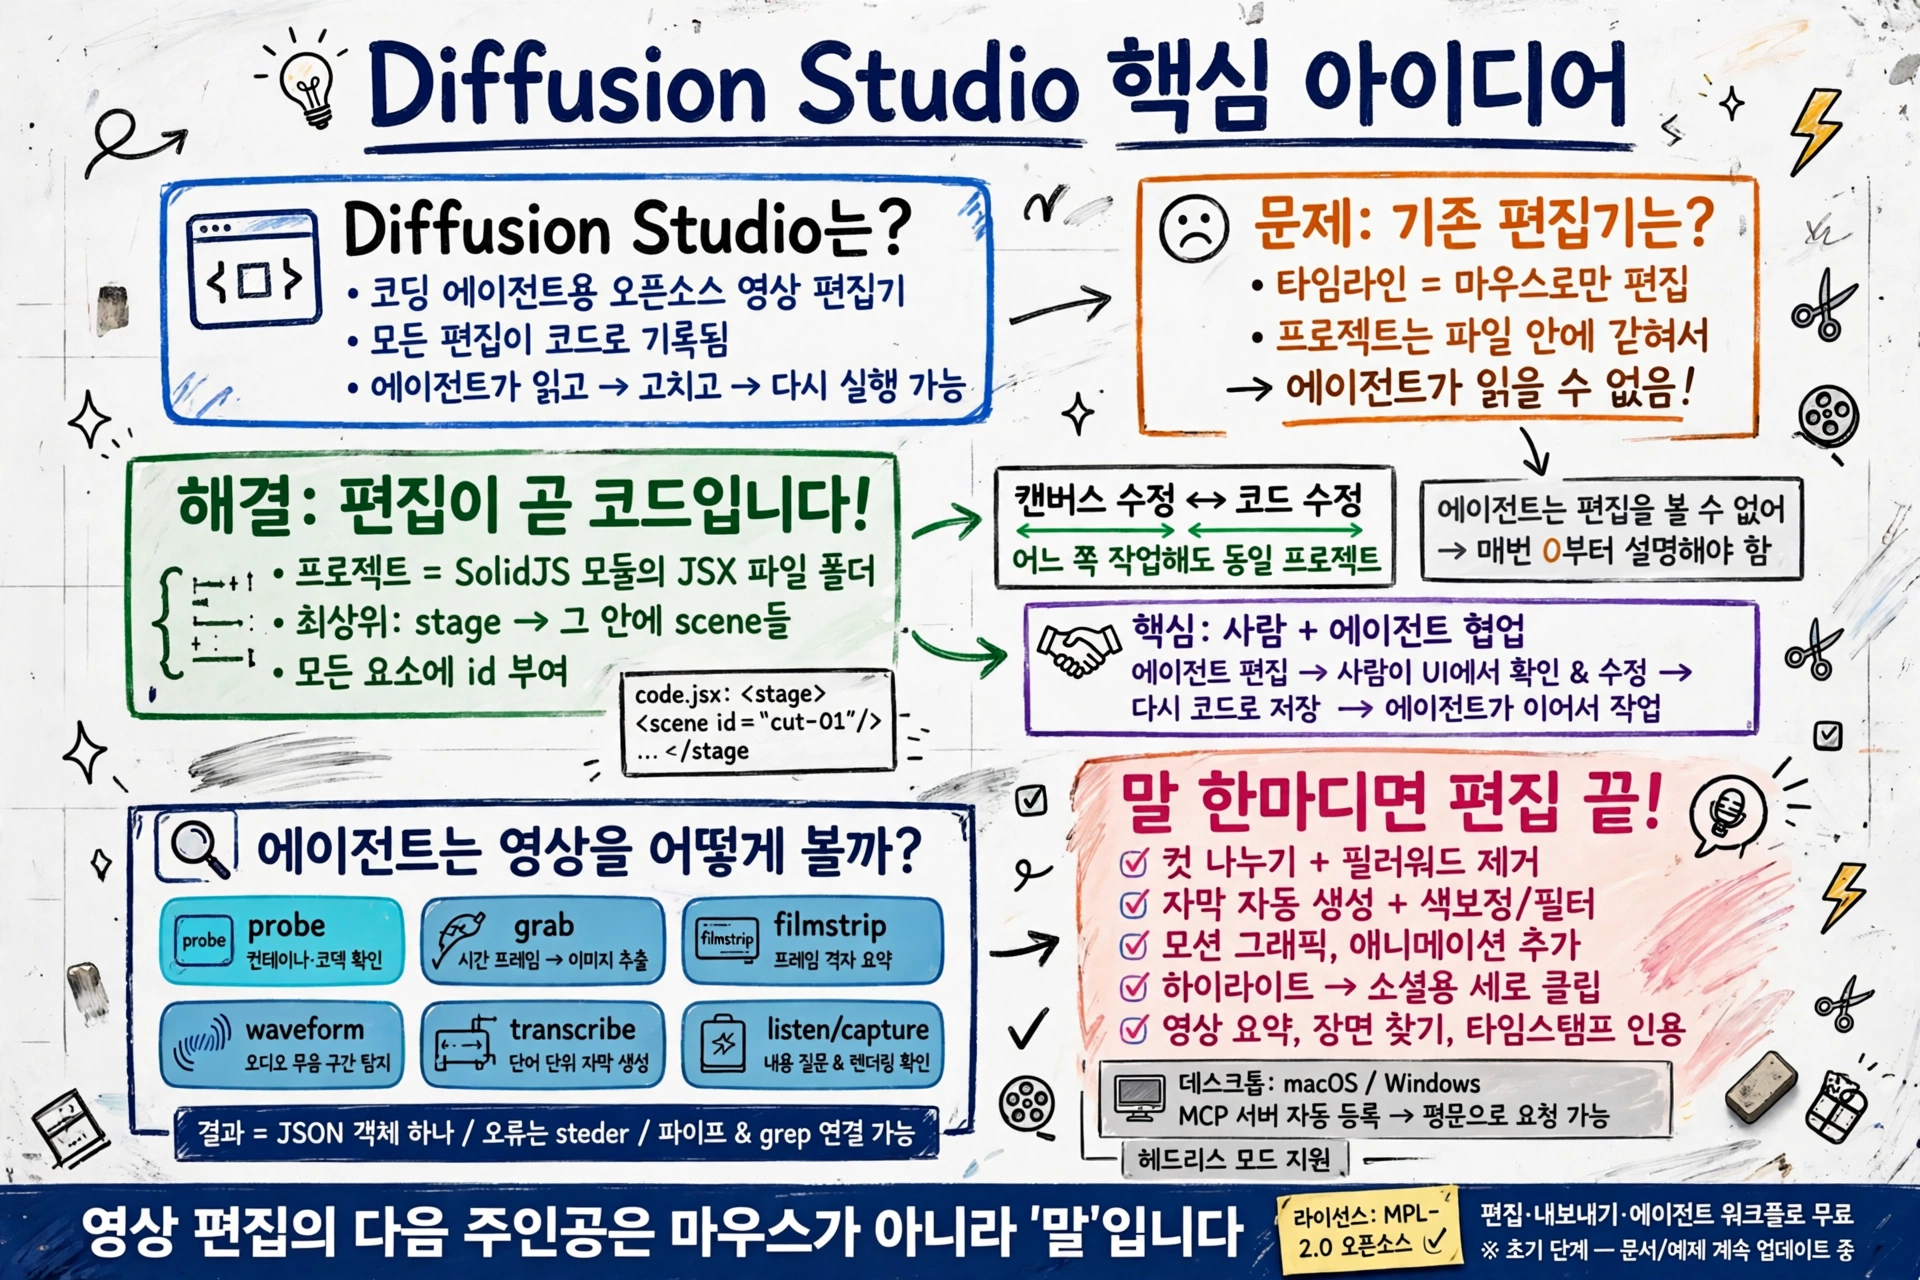 Diffusion Studio 핵심 아이디어
Diffusion Studio는?
• 코딩 에이전트용 오픈소스 영상 편집기
• 모든 편집이 코드로 기록됨
• 에이전트가 읽고 → 고치고 → 다시 실행 가능
문제: 기존 편집기는?
• 타임라인 = 마우스로만 편집
• 프로젝트는 파일 안에 갇혀서
→ 에이전트가 읽을 수 없음!
에이전트는 편집을 볼 수 없어
→ 매번 0부터 설명해야 함
해결: 편집이 곧 코드입니다!
• 프로젝트 = SolidJS 모듈의 JSX 파일 폴더
• 최상위: stage → 그 안에 scene들
• 모든 요소에 id 부여
code.jsx: <stage>
<scene id="cut-01"/>
... </stage
캔버스 수정 ↔ 코드 수정
어느 쪽 작업해도 동일 프로젝트
핵심: 사람 + 에이전트 협업
에이전트 편집 → 사람이 UI에서 확인 & 수정 →
다시 코드로 저장 → 에이전트가 이어서 작업
에이전트는 영상을 어떻게 볼까?
probe
probe
컨테이나·코덱 확인
grab
시간 프레임 → 이미지 추출
filmstrip
filmstrip
프레임 격자 요약
waveform
오디오 무음 구간 탐지
transcribe
단어 단위 자막 생성
listen/capture
내용 질문 & 렌더링 확인
결과 = JSON 객체 하나 / 오류는 steder / 파이프 & grep 연결 가능
말 한마디면 편집 끝!
컷 나누기 + 필러워드 제거
자막 자동 생성 + 색보정/필터
모션 그래픽, 애니메이션 추가
하이라이트 → 소셜용 세로 클립
영상 요약, 장면 찾기, 타임스탬프 인용
데스크톱: macOS / Windows
MCP 서버 자동 등록 → 평문으로 요청 가능
헤드리스 모드 지원
영상 편집의 다음 주인공은 마우스가 아니라 '말'입니다
라이선스: MPL-
2.0 오픈소스
편집·내보내기·에이전트 워크플로 무료
※ 초기 단계 — 문서/예제 계속 업데이트 중